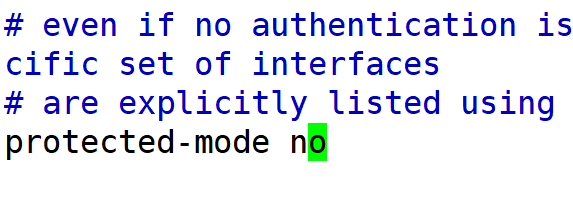 # even if no authentication is
cific set of interfaces
# are explicitly listed using
protected-mode no